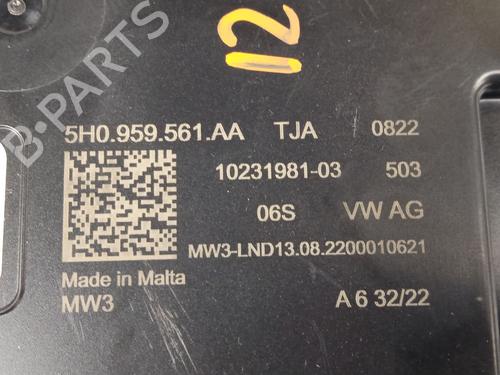 12
5H0.959.561.AA TJA 0822
10231981-03 503
06S VW AG
MW3-LND13.08.2200010621
Made in Malta
MW3 A 6 32/22
B-PARTS